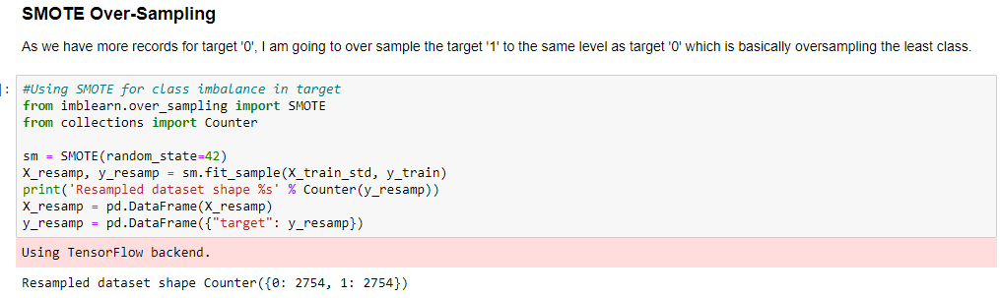 SMOTE Over-Sampling
As we have more records for target '0', I am going to over sample the target '1' to the same level as target '0' which is basically oversampling the least class.
]:
#Using SMOTE for class imbalance in target
from imblearn.over_sampling import SMOTE
from collections import Counter
sm = SMOTE(random_state=42)
X_resamp, y_resamp = sm.fit_sample(X_train_std, y_train)
print('Resampled dataset shape %s' % Counter(y_resamp))
X_resamp = pd.DataFrame(X_resamp)
y_resamp = pd.DataFrame({"target": y_resamp})
Using TensorFlow backend.
Resampled dataset shape Counter({0: 2754, 1: 2754})